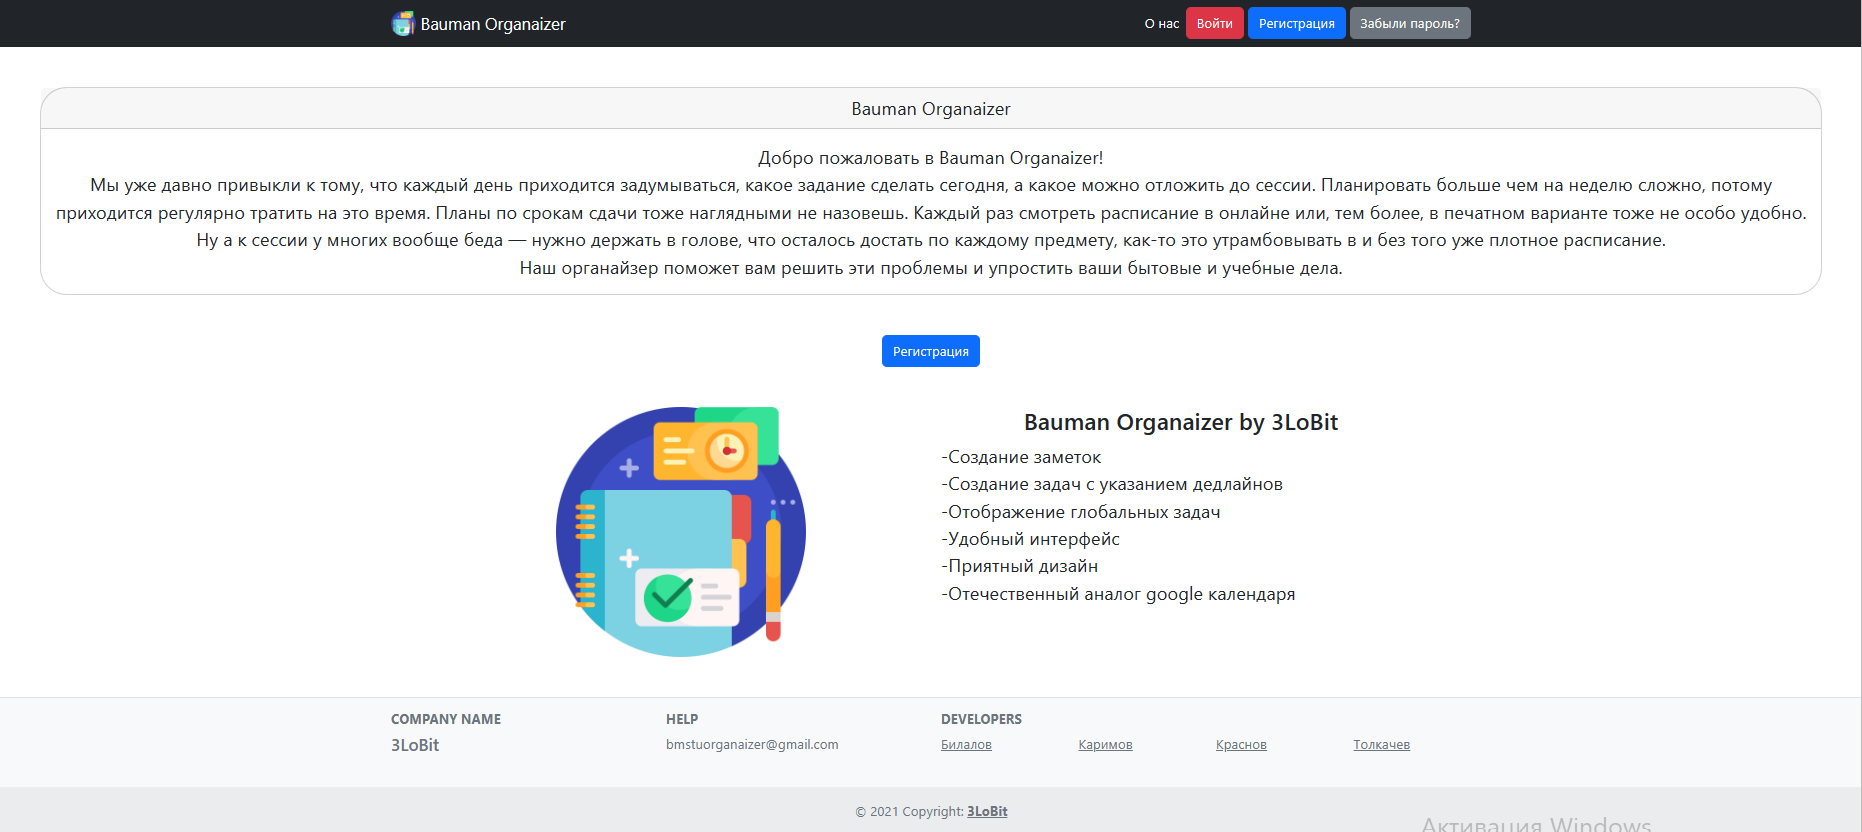 Bauman Organaizer
О нас Войти Регистрация Забыли пароль?
Bauman Organaizer
Добро пожаловать в Bauman Organaizer!
Мы уже давно привыкли к тому, что каждый день приходится задумываться, какое задание сделать сегодня, а какое можно отложить до сессии. Планировать больше чем на неделю сложно, потому
приходится регулярно тратить на это время. Планы по срокам сдачи тоже наглядными не назовешь. Каждый раз смотреть расписание в онлайне или, тем более, в печатном варианте тоже не особо удобно.
Ну а к сессии у многих вообще беда — нужно держать в голове, что осталось достать по каждому предмету, как-то это утрамбовывать в и без того уже плотное расписание.
Наш органайзер поможет вам решить эти проблемы и упростить ваши бытовые и учебные дела.
Регистрация
Bauman Organaizer by 3LoBit
-Создание заметок
-Создание задач с указанием дедлайнов
-Отображение глобальных задач
-Удобный интерфейс
-Приятный дизайн
-Отечественный аналог google календаря
COMPANY NAME
3LoBit
HELP
bmstuorganaizer@gmail.com
DEVELOPERS
Билалов Каримов Краснов Толкачев
© 2021 Copyright: 3LoBit
Активация Windows